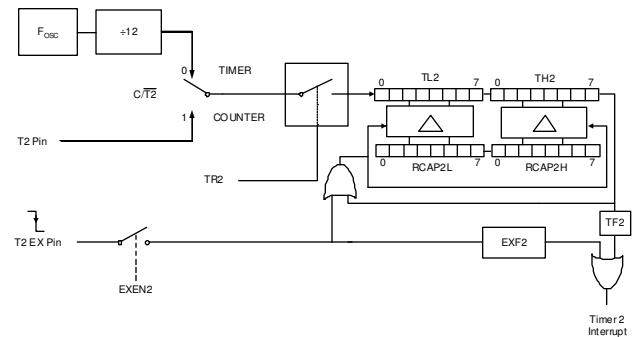 FOSC
÷12
0
TIMER
C/T2
1
COUNTER
T2 Pin
TR2
0
TL2
7
0
TH2
7
0
RCAP2L
7
0
RCAP2H
7
TF2
T2 EX Pin
EXEN2
EXF2
Timer 2
Interrupt